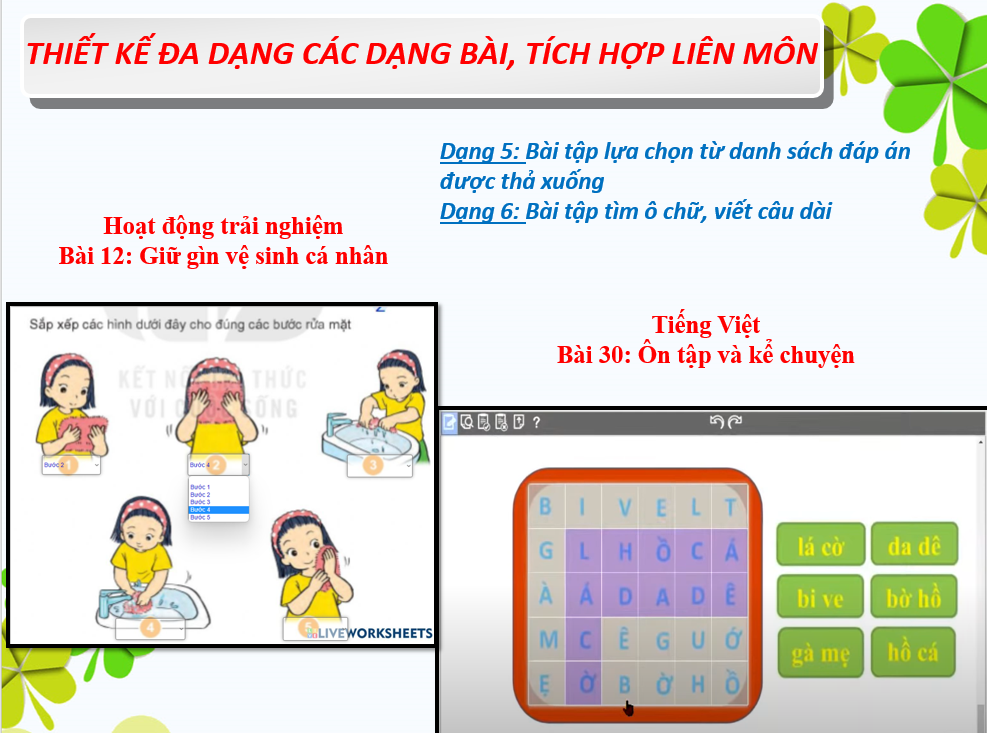 THIẾT KẾ ĐA DẠNG CÁC DẠNG BÀI, TÍCH HỢP LIÊN MÔN
Dạng 5: Bài tập lựa chọn từ danh sách đáp án
được thả xuống
Dạng 6: Bài tập tìm ô chữ, viết câu dài
Hoạt động trải nghiệm
Bài 12: Giữ gìn vệ sinh cá nhân
Sắp xếp các hình dưới đây cho đúng các bước rửa mặt
KẾT NỐI TRI THỨC
VỚI CUỘC SỐNG
Bước 2 1
Bước 4 2
3
Bước 1
Bước 2
Bước 3
Bước 4
Bước 5
4
5
LIVEWORKSHEETS
Tiếng Việt
Bài 30: Ôn tập và kể chuyện
?
B I V E L T
G L H Ồ C Á
À Á D A D Ê
M C Ê G U Ớ
Ẹ Ờ B Ờ H Ồ
lá cờ da dê
bi ve bờ hồ
gà mẹ hồ cá